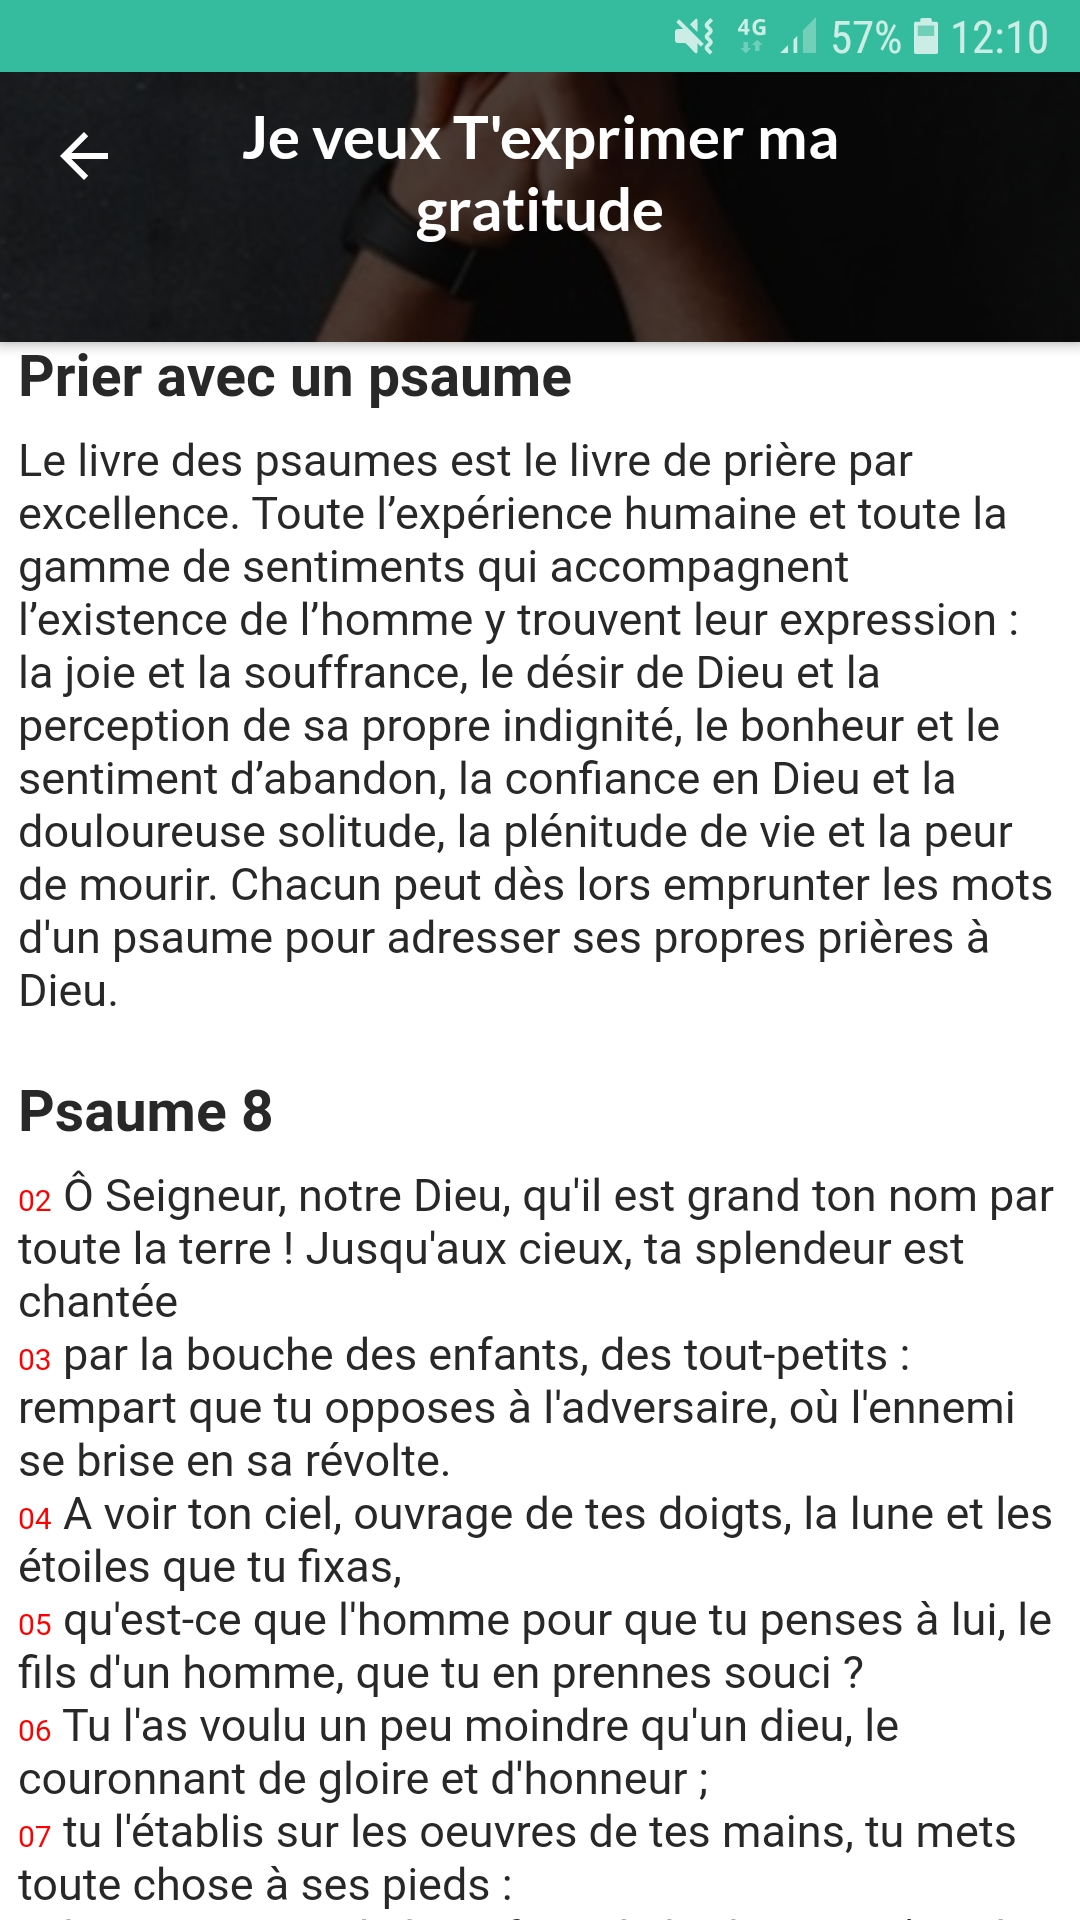 4G 57% 12:10
Je veux T'exprimer ma
gratitude
Prier avec un psaume
Le livre des psaumes est le livre de prière par
excellence. Toute l’expérience humaine et toute la
gamme de sentiments qui accompagnent
l’existence de l’homme y trouvent leur expression :
la joie et la souffrance, le désir de Dieu et la
perception de sa propre indignité, le bonheur et le
sentiment d’abandon, la confiance en Dieu et la
douloureuse solitude, la plénitude de vie et la peur
de mourir. Chacun peut dès lors emprunter les mots
d'un psaume pour adresser ses propres prières à
Dieu.
Psaume 8
02 Ô Seigneur, notre Dieu, qu'il est grand ton nom par
toute la terre ! Jusqu'aux cieux, ta splendeur est
chantée
03 par la bouche des enfants, des tout-petits :
rempart que tu opposes à l'adversaire, où l'ennemi
se brise en sa révolte.
04 A voir ton ciel, ouvrage de tes doigts, la lune et les
étoiles que tu fixas,
05 qu'est-ce que l'homme pour que tu penses à lui, le
fils d'un homme, que tu en prennes souci ?
06 Tu l'as voulu un peu moindre qu'un dieu, le
couronnant de gloire et d'honneur ;
07 tu l'établis sur les oeuvres de tes mains, tu mets
toute chose à ses pieds :